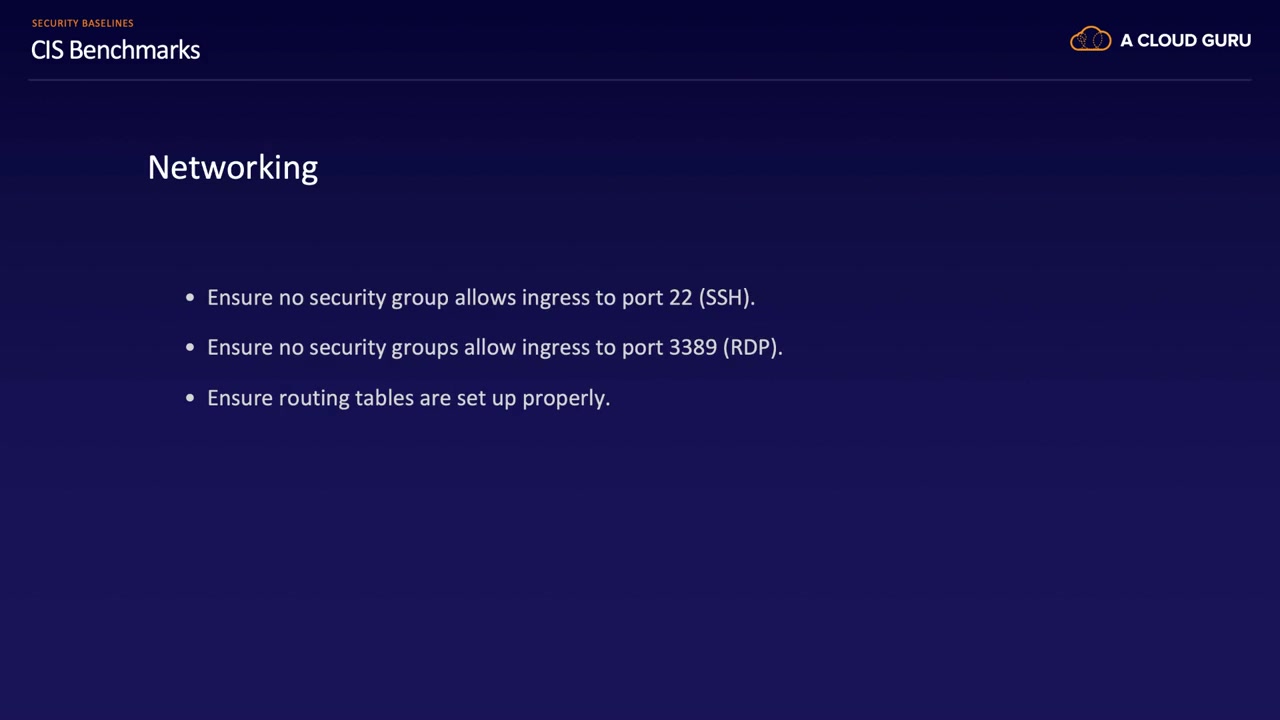 SECURITY BASELINES
CIS Benchmarks
A CLOUD GURU
Networking
• Ensure no security group allows ingress to port 22 (SSH).
• Ensure no security groups allow ingress to port 3389 (RDP).
• Ensure routing tables are set up properly.